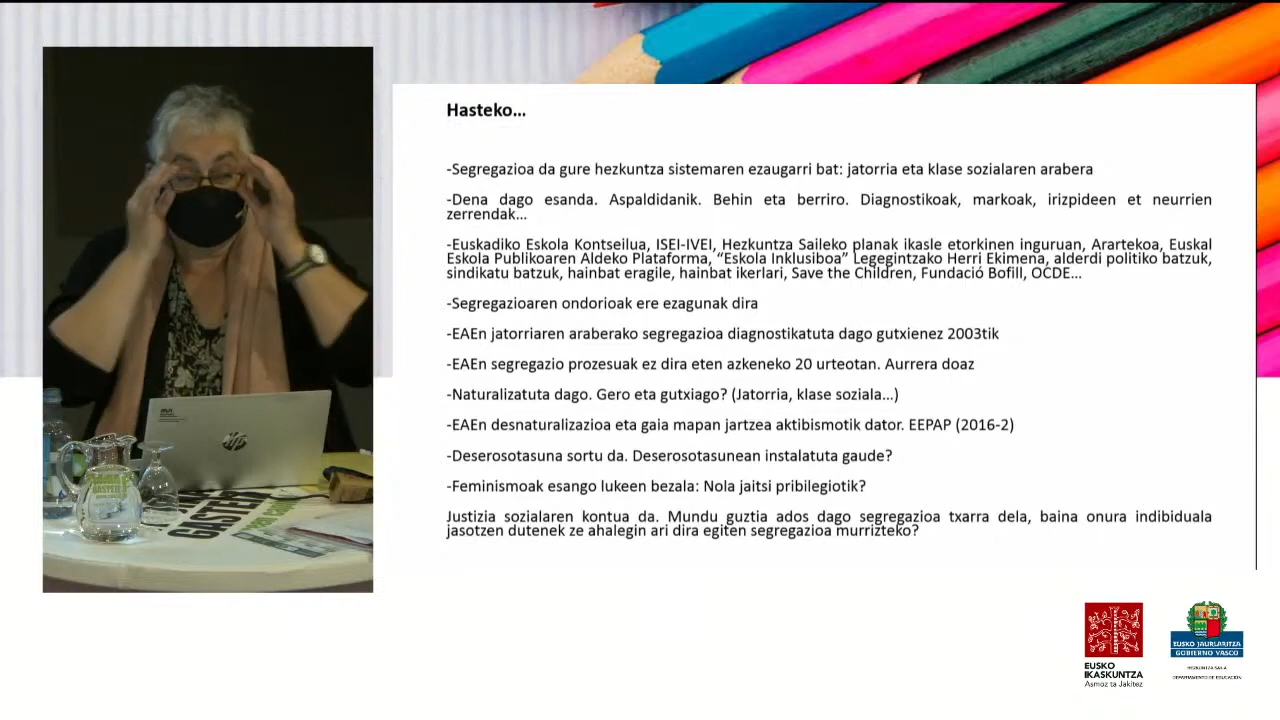 Hasteko...
-Segregazioa da gure hezkuntza sistemaren ezaugarri bat: jatorria eta klase sozialaren arabera
-Dena dago esanda. Aspaldidanik. Behin eta berriro. Diagnostikoak, markoak, irizpideen et neurrien
zerrendak...
-Euskadiko Eskola Kontseilua, ISEI-IVEI, Hezkuntza Saileko planak ikasle etorkinen inguruan, Arartekoa, Euskal
Eskola Publikoaren Aldeko Plataforma, “Eskola Inklusiboa” Legegintzako Herri Ekimena, alderdi politiko batzuk,
sindikatu batzuk, hainbat eragile, hainbat ikerlari, Save the Children, Fundació Bofill, OCDE...
-Segregazioaren ondorioak ere ezagunak dira
-EAEn jatorriaren araberako segregazioa diagnostikatuta dago gutxienez 2003tik
-EAEn segregazio prozesuak ez dira eten azkeneko 20 urteotan. Aurrera doaz
-Naturalizatuta dago. Gero eta gutxiago? (Jatorria, klase soziala...)
-EAEn desnaturalizazioa eta gaia mapan jartzea aktibismotik dator. EEPAP (2016-2)
-Deserosotasuna sortu da. Deserosotasunean instalatuta gaude?
-Feminismoak esango lukeen bezala: Nola jaitsi pribilegiotik?
Justizia sozialaren kontua da. Mundu guztia ados dago segregazioa txarra dela, baina onura indibiduala
jasotzen dutenek ze ahalegin ari dira egiten segregazioa murrizteko?
hp
GASTEIZ
EUSKO
IKASKUNTZA
Asmoz ta Jakitez
EUSKO JAURLARITZA
GOBIERNO VASCO
HEZKUNTZA SAILA
DEPARTAMENTO DE EDUCACIÓN